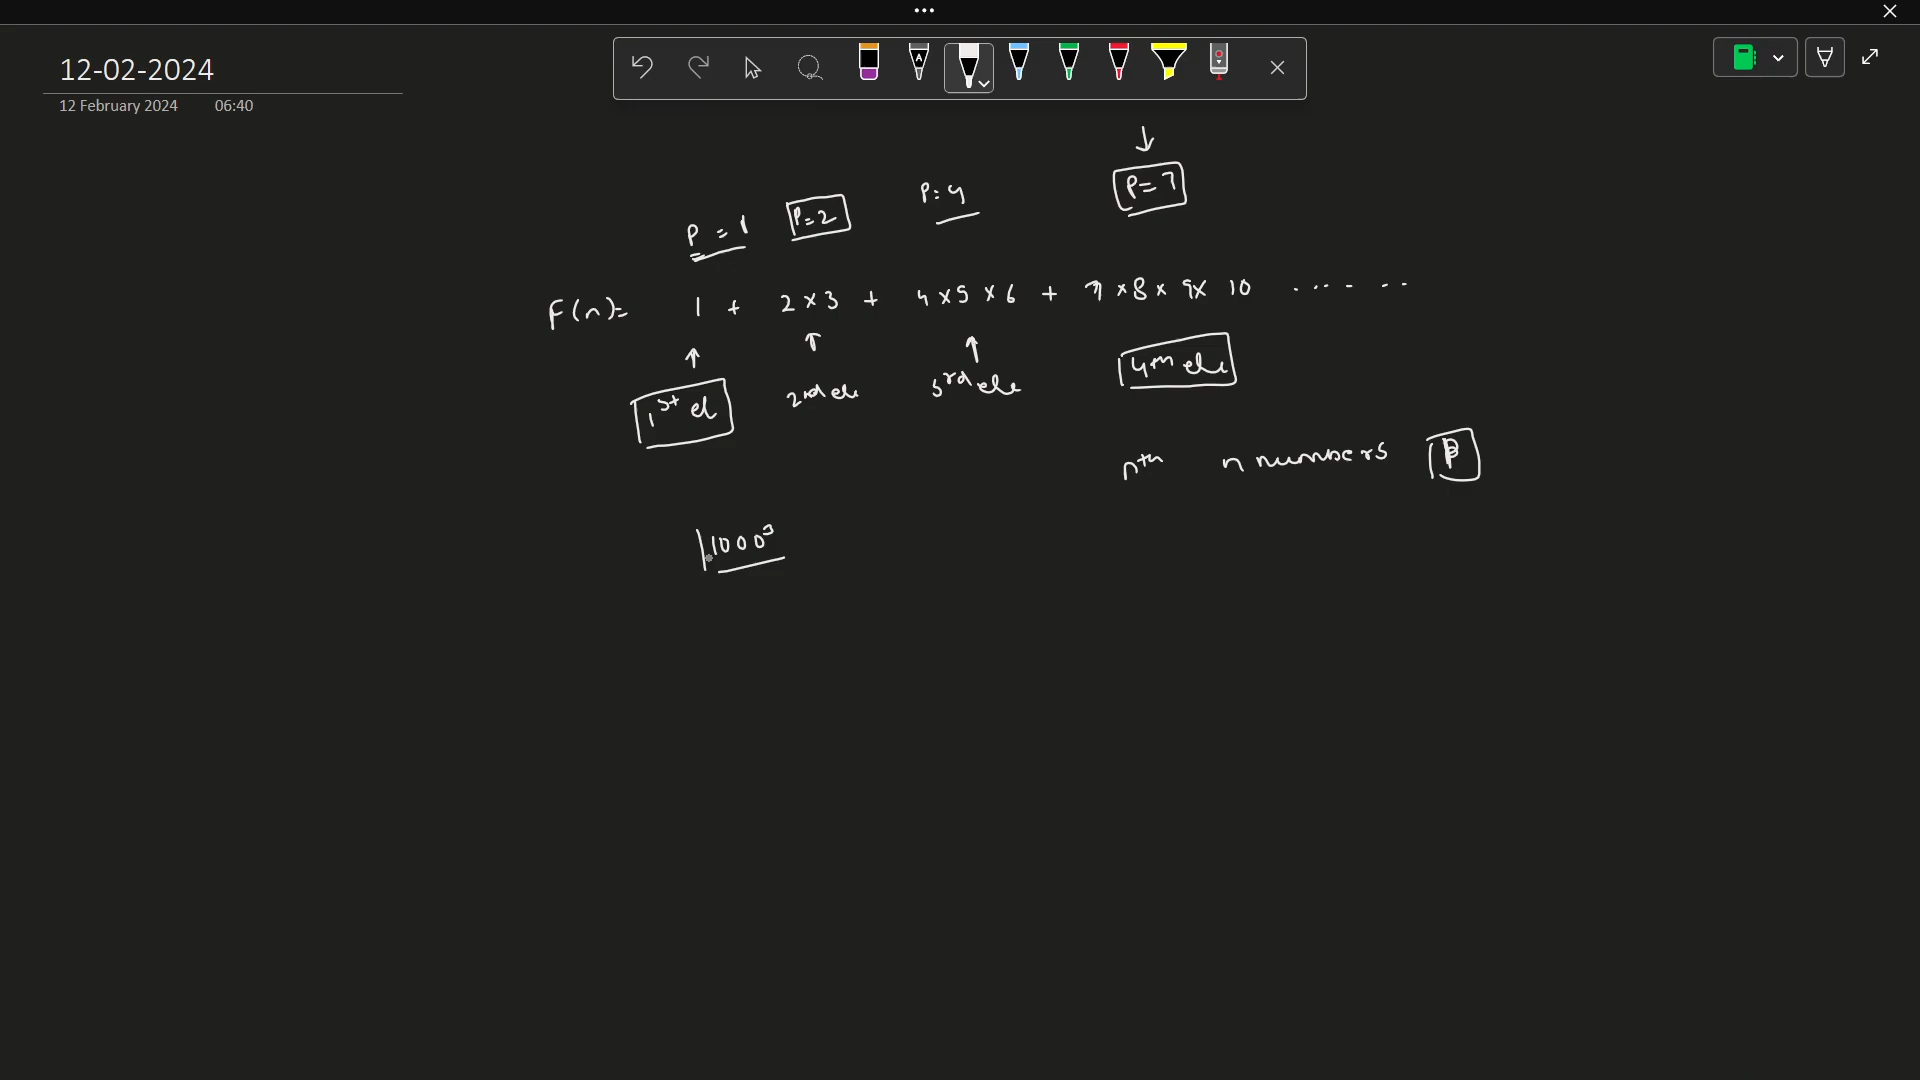 12-02-2024
12 February 2024 06:40
P = 1 P=2 P=4 P=7
F(n)= 1 + 2 × 3 + 4 × 5 × 6 + 7 × 8 × 9 × 10 ..... ..
1st el 2nd ele 3rd ele 4th ele
nth n numbers P
1000³